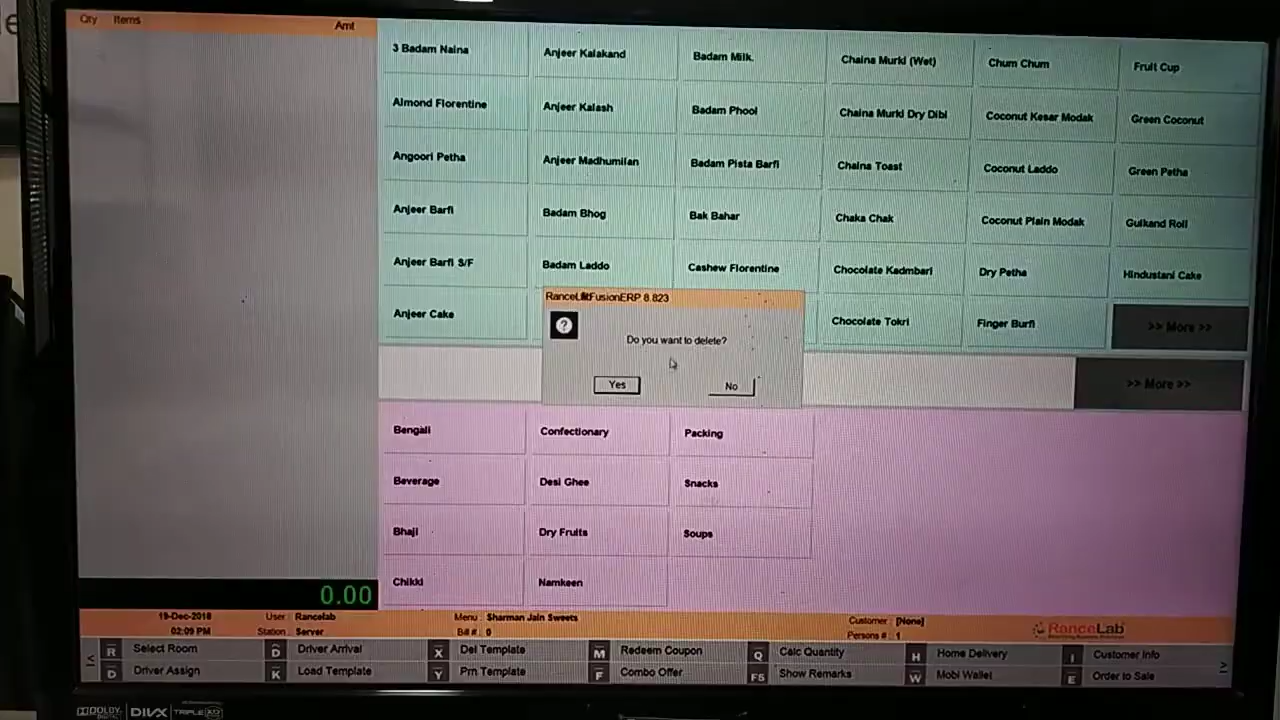 Qty Items Amt
3 Badam Naina Anjeer Kalakand Badam Milk. Chaina Murki (Wet) Chum Chum Fruit Cup
Almond Florentine Anjeer Kalash Badam Phool Chaina Murki Dry Dibi Coconut Kesar Modak Green Coconut
Angoori Petha Anjeer Madhumilan Badam Pista Barfi Chaina Toast Coconut Laddo Green Petha
Anjeer Barfi Badam Bhog Bak Bahar Chaka Chak Coconut Plain Modak Gulkand Roll
Anjeer Barfi S/F Badam Laddo Cashew Florentine Chocolate Kadmbari Dry Petha Hindustani Cake
Anjeer Cake Chocolate Tokri Finger Burfi >> More >>
FusionERP 8.823
?
Do you want to delete?
Yes No
>> More >>
Bengali Confectionary Packing
Beverage Desi Ghee Snacks
Bhaji Dry Fruits Soups
Chikki Namkeen
0.00
19-Dec-2018 User : Rancelab Menu : Sharman Jain Sweets Customer : [None] RanceLab
02:09 PM Station : Server Bill # : 0 Persons # : 1
R Select Room D Driver Arrival X Del Template M Redeem Coupon Q Calc Quantity H Home Delivery I Customer Info
D Driver Assign K Load Template Y Prn Template F Combo Offer F5 Show Remarks W Mobi Wallet E Order to Sale
DOLBY DIGITAL DIVX TRIPLE XD